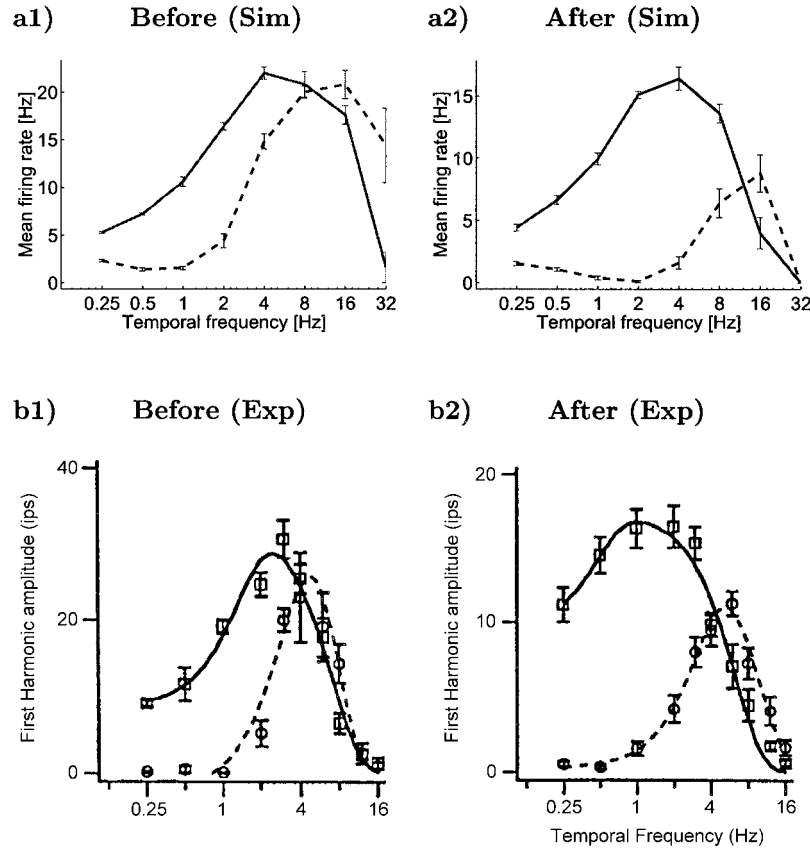 a1) Before (Sim)
a2) After (Sim)
Mean firing rate [Hz]
20
15
10
5
0
0.25 0.5 1 2 4 8 16 32
Temporal frequency [Hz]
Mean firing rate [Hz]
15
10
5
0
0.25 0.5 1 2 4 8 16 32
Temporal frequency [Hz]
b1) Before (Exp)
b2) After (Exp)
First Harmonic amplitude (ips)
40
20
0
0.25 1 4 16
First Harmonic amplitude (ips)
20
10
0
0.25 1 4 16
Temporal Frequency (Hz)